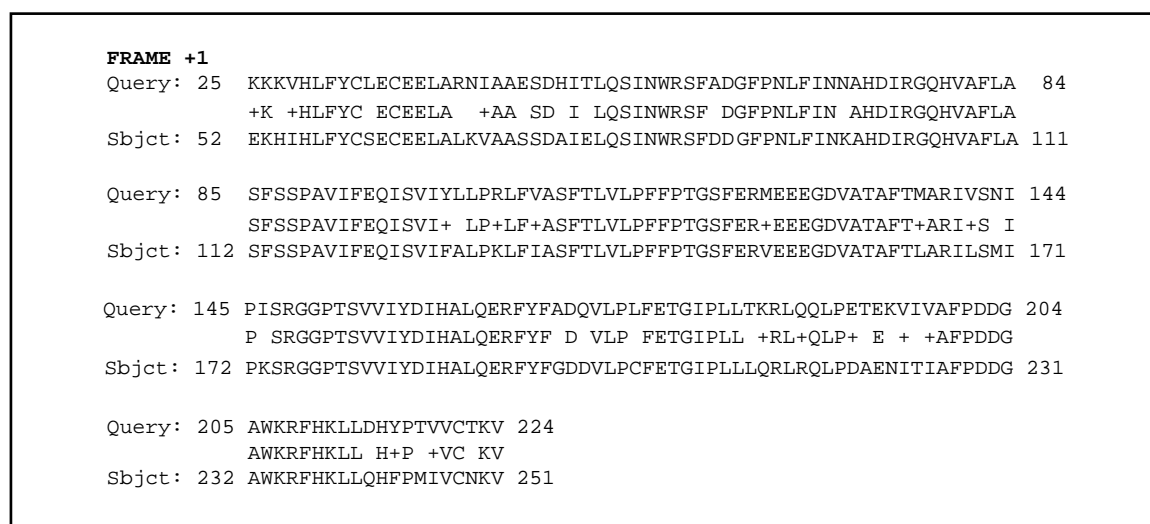 FRAME +1
Query: 25 KKKVHLFYCLECEELARNIAAESDHITLQSINWRSFADGFPNLFINNAHDIRGQHVAFLA 84
+K +HLFYC ECEELA +AA SD I LQSINWRSF DGFPNLFIN AHDIRGQHVAFLA
Sbjct: 52 EKHIHLFYCSECEELALKVAASSDAIELQSINWRSFDDGFPNLFINKAHDIRGQHVAFLA 111
Query: 85 SFSSPAVIFEQISVIYLLPRLFVASFTLVLPFFPTGSFERMEEEGDVATAFTMARIVSNI 144
SFSSPAVIFEQISVI+ LP+LF+ASFTLVLPFFPTGSFER+EEEGDVATAFT+ARI+S I
Sbjct: 112 SFSSPAVIFEQISVIFALPKLFIASFTLVLPFFPTGSFERVEEEGDVATAFTLARILSMI 171
Query: 145 PISRGGPTSVVIYDIHALQERFYFADQVLPLFETGIPLLTKRLQQLPETEKVIVAFPDDG 204
P SRGGPTSVVIYDIHALQERFYF D VLP FETGIPLL +RL+QLP+ E + +AFPDDG
Sbjct: 172 PKSRGGPTSVVIYDIHALQERFYFGDDVLPCFETGIPLLLQRLRQLPDAENITIAFPDDG 231
Query: 205 AWKRFHKLLDHYPTVVCTKV 224
AWKRFHKLL H+P +VC KV
Sbjct: 232 AWKRFHKLLQHFPMIVCNKV 251